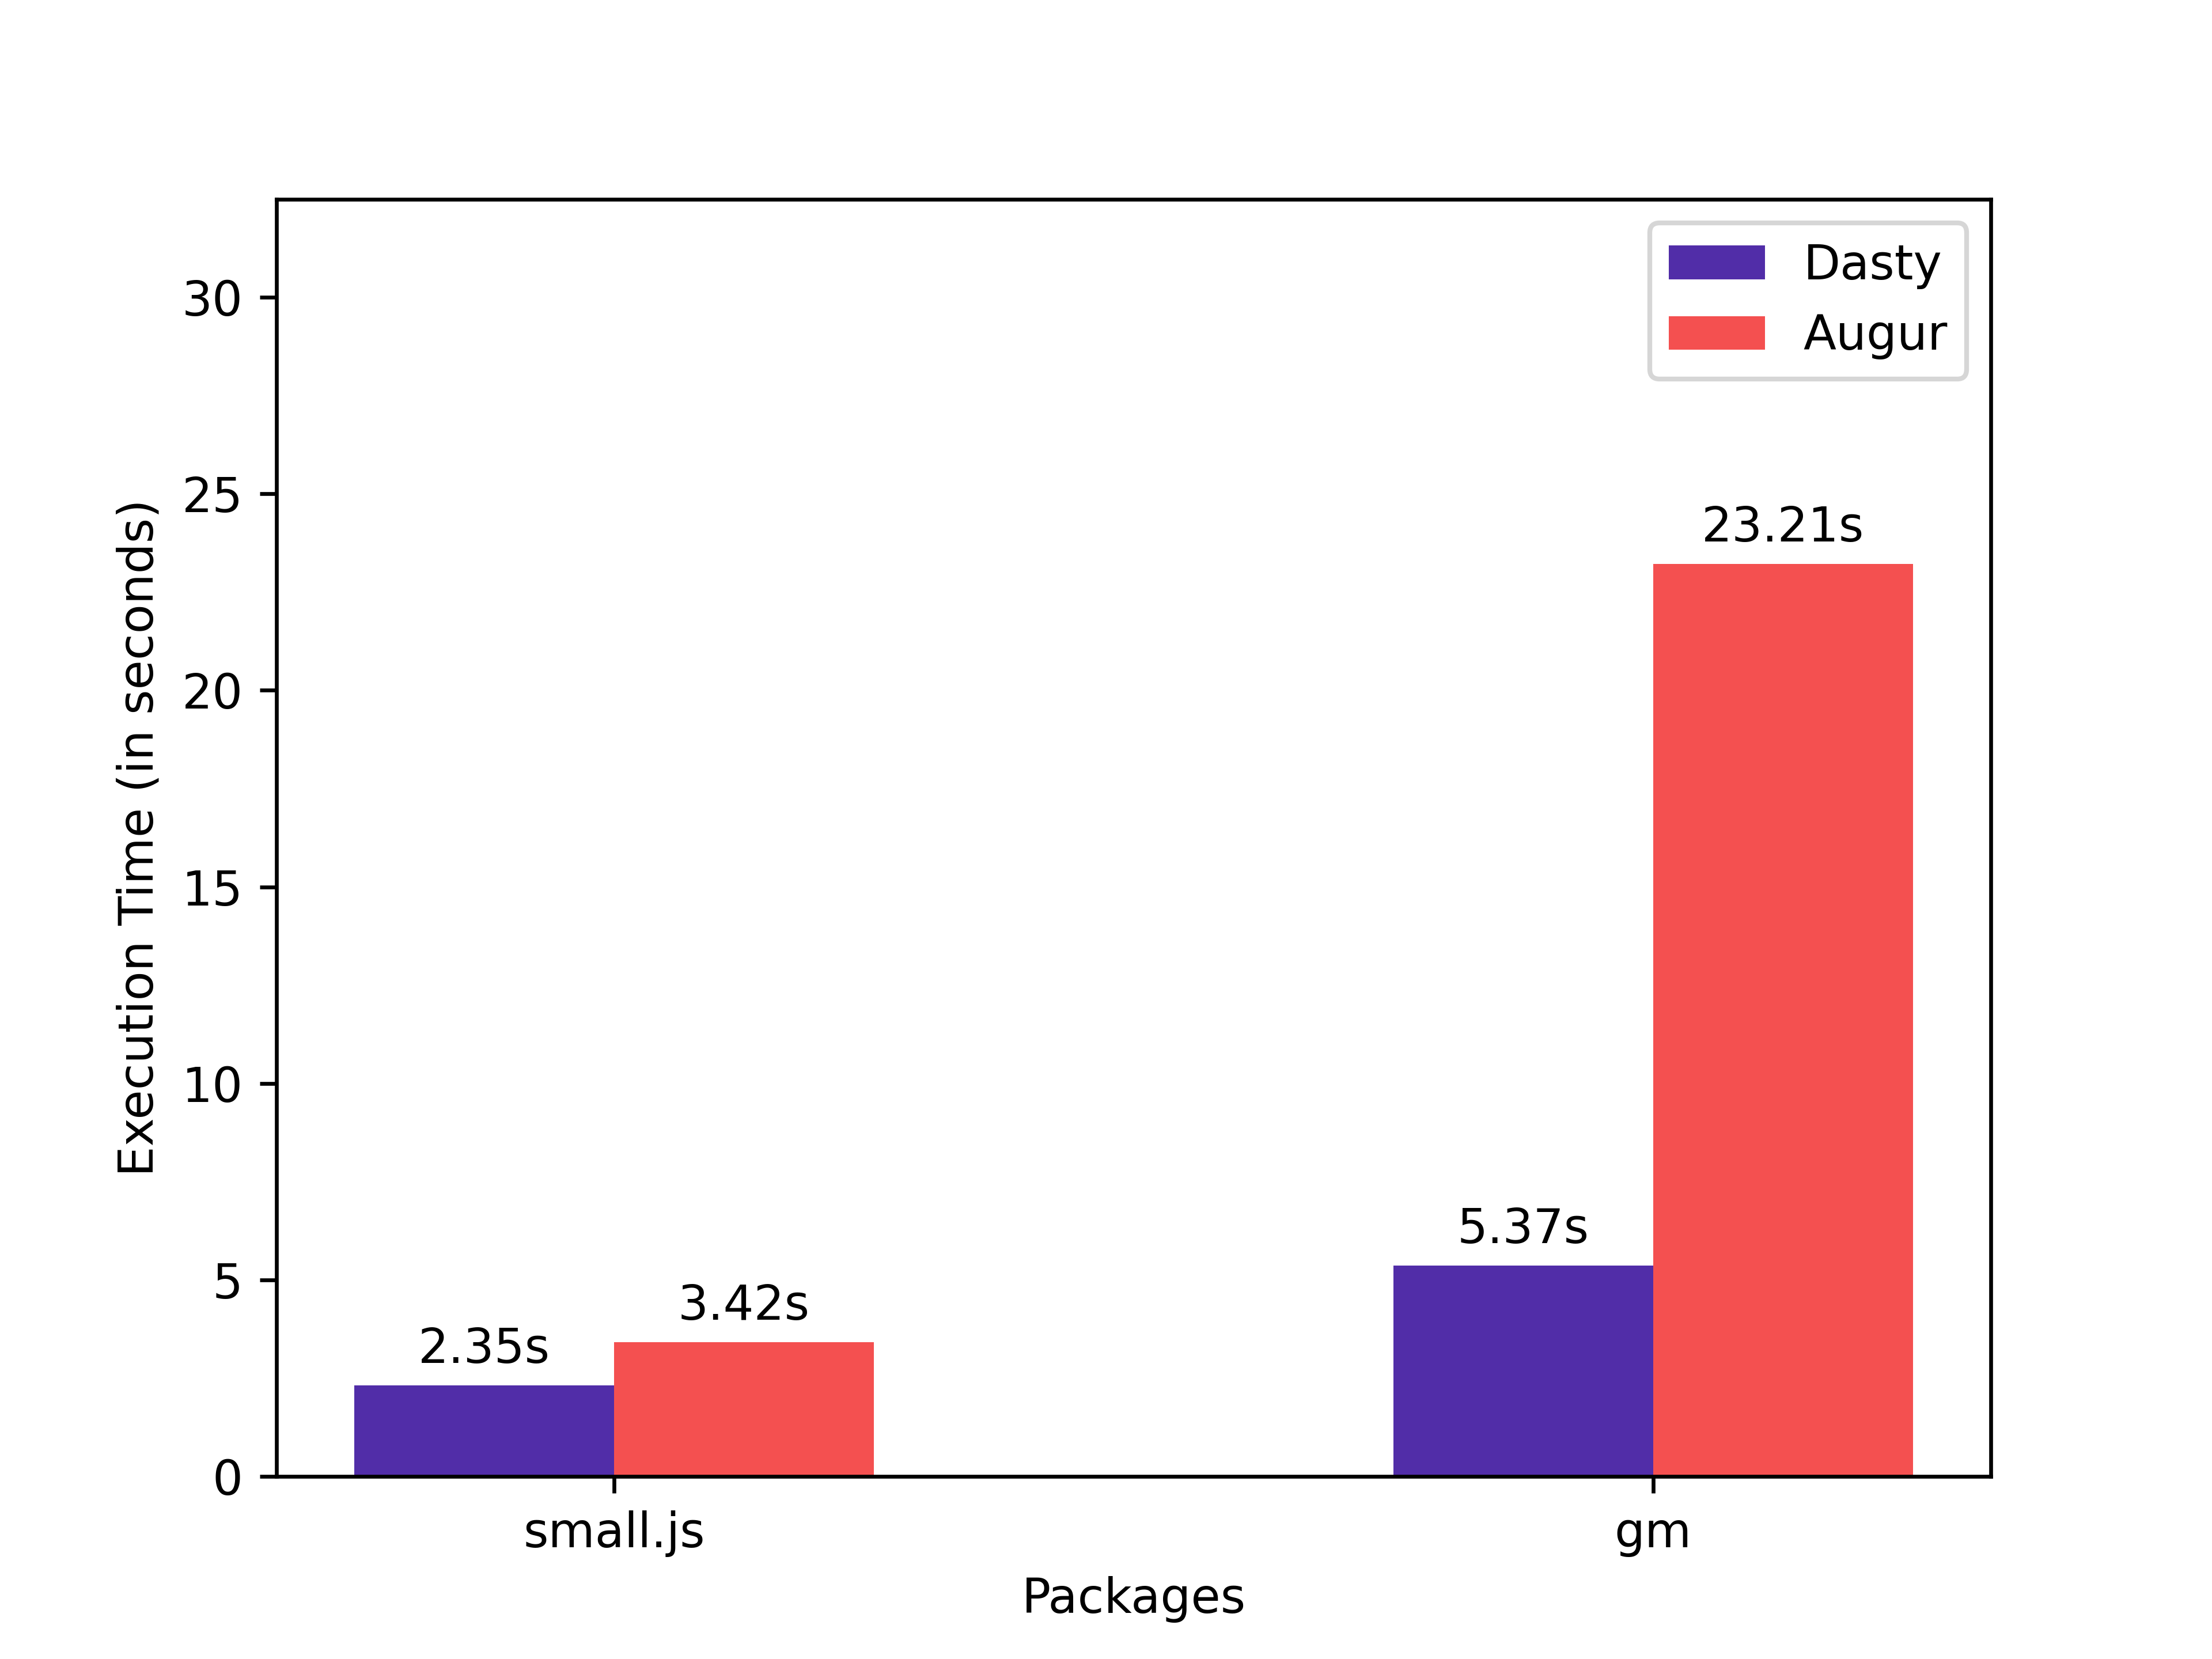 Dasty
Augur
30
25
20
15
10
5
0
Execution Time (in seconds)
2.35s
3.42s
5.37s
23.21s
small.js
gm
Packages